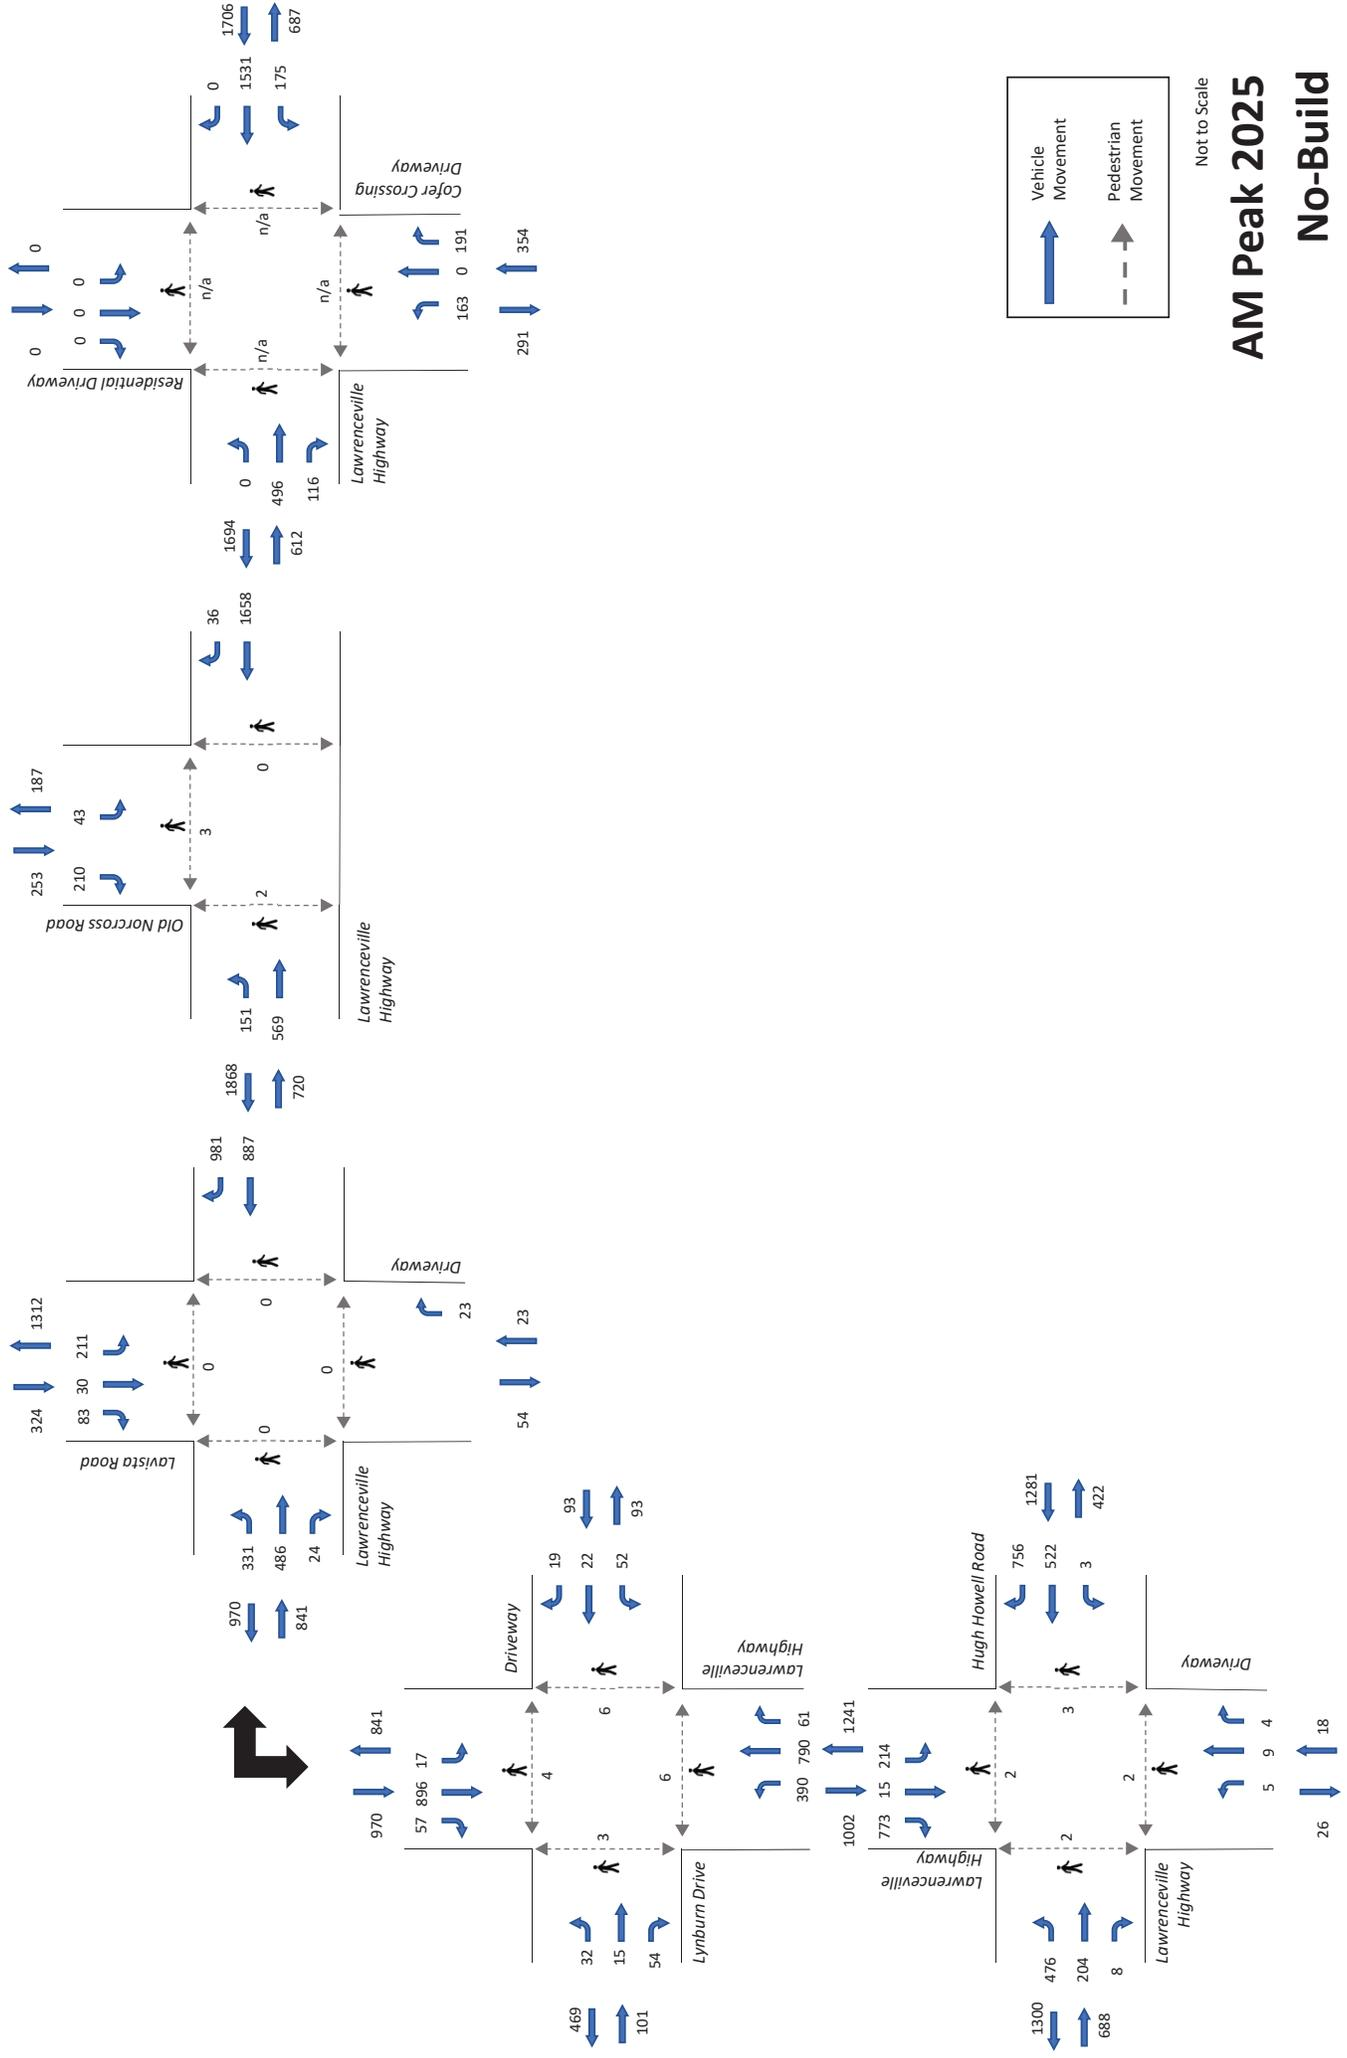 1706
687
0
1531
175
Cofer Crossing
Driveway
n/a
0
0
0
0
n/a
n/a
191
0
163
354
291
0
Residential Driveway
n/a
Lawrenceville
Highway
0
496
116
1694
612
36
1658
0
187
43
3
253
210
2
Old Norcross Road
Lawrenceville
Highway
151
569
1868
720
981
887
Driveway
0
1312
211
30
0
0
23
23
324
83
54
0
Lavista Road
Lawrenceville
Highway
331
486
24
970
841
93
93
19
22
52
Driveway
Lawrenceville
Highway
6
841
17
896
4
6
61
790
390
970
57
3
Lynburn Drive
32
15
54
469
101
1281
422
756
522
3
Hugh Howell Road
Driveway
3
1241
214
15
2
2
4
9
5
18
26
1002
773
2
Lawrenceville
Highway
Lawrenceville
Highway
476
204
8
1300
688
Vehicle
Movement
Pedestrian
Movement
Not to Scale
AM Peak 2025
No-Build